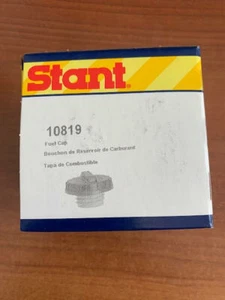 Stant®
10819
Fuel Cap
Bouchon de Réservoir de Carburant
Tapa de Combustible